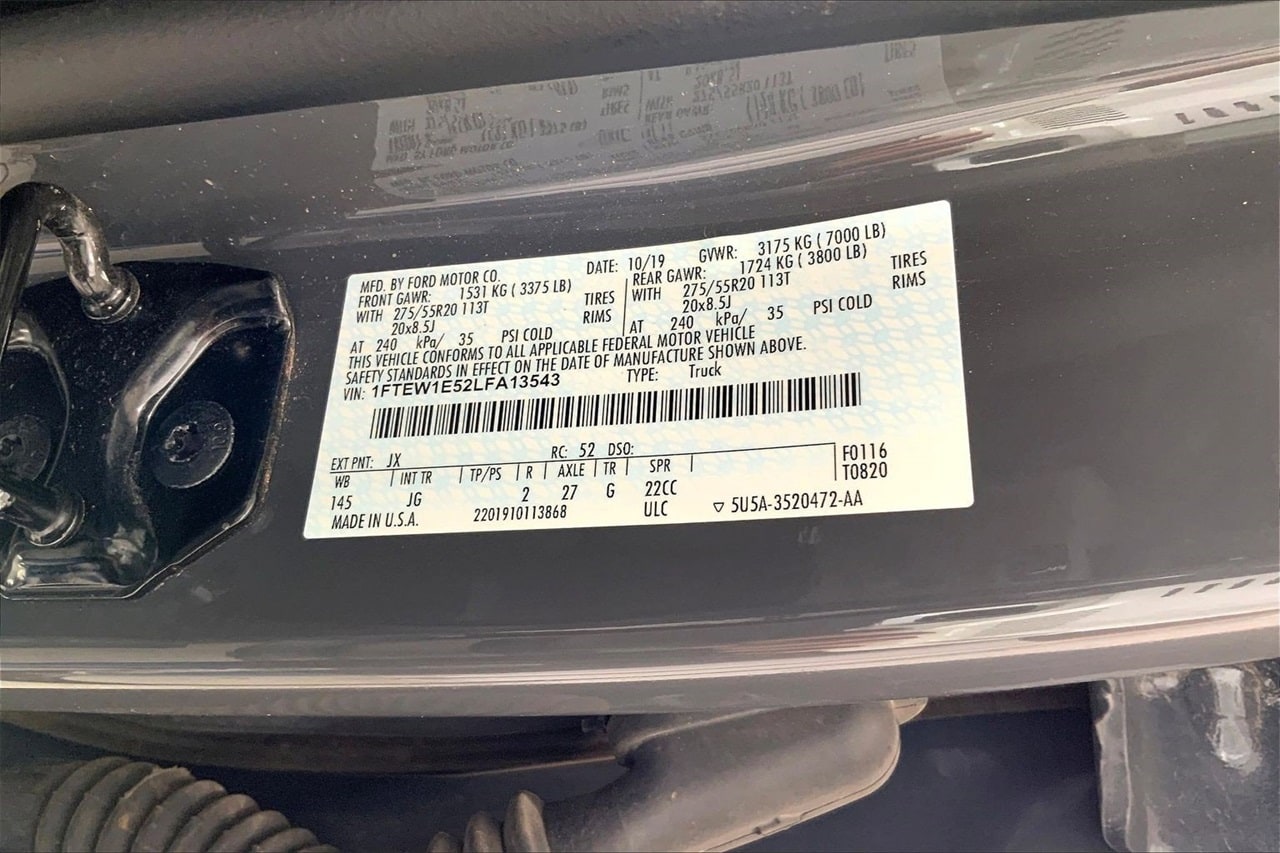 MFD. BY FORD MOTOR CO. DATE: 10/19 GVWR: 3175 KG ( 7000 LB)
FRONT GAWR: 1531 KG ( 3375 LB) REAR GAWR: 1724 KG ( 3800 LB)
WITH 275/55R20 113T TIRES WITH 275/55R20 113T TIRES
20x8.5J RIMS 20x8.5J RIMS
AT 240 kPa/ 35 PSI COLD AT 240 kPa/ 35 PSI COLD
THIS VEHICLE CONFORMS TO ALL APPLICABLE FEDERAL MOTOR VEHICLE
SAFETY STANDARDS IN EFFECT ON THE DATE OF MANUFACTURE SHOWN ABOVE.
VIN: 1FTEW1E52LFA13543 TYPE: Truck
EXT PNT: JX RC: 52 DSO: F0116
WB INT TR TP/PS R AXLE TR SPR T0820
145 JG 2 27 G 22CC
MADE IN U.S.A. 2201910113868 ULC ▽ 5U5A-3520472-AA